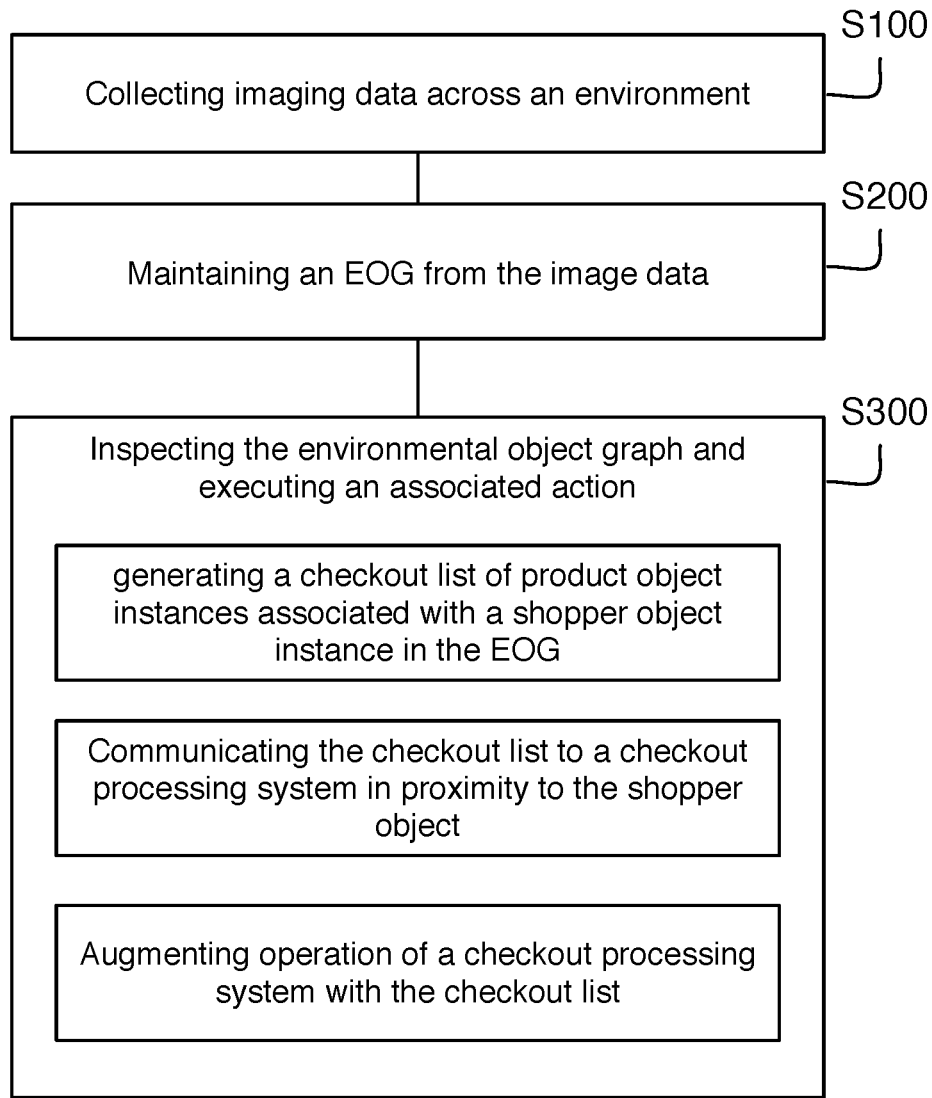 S100
Collecting imaging data across an environment
S200
Maintaining an EOG from the image data
S300
Inspecting the environmental object graph and
executing an associated action
generating a checkout list of product object
instances associated with a shopper object
instance in the EOG
Communicating the checkout list to a checkout
processing system in proximity to the shopper
object
Augmenting operation of a checkout processing
system with the checkout list